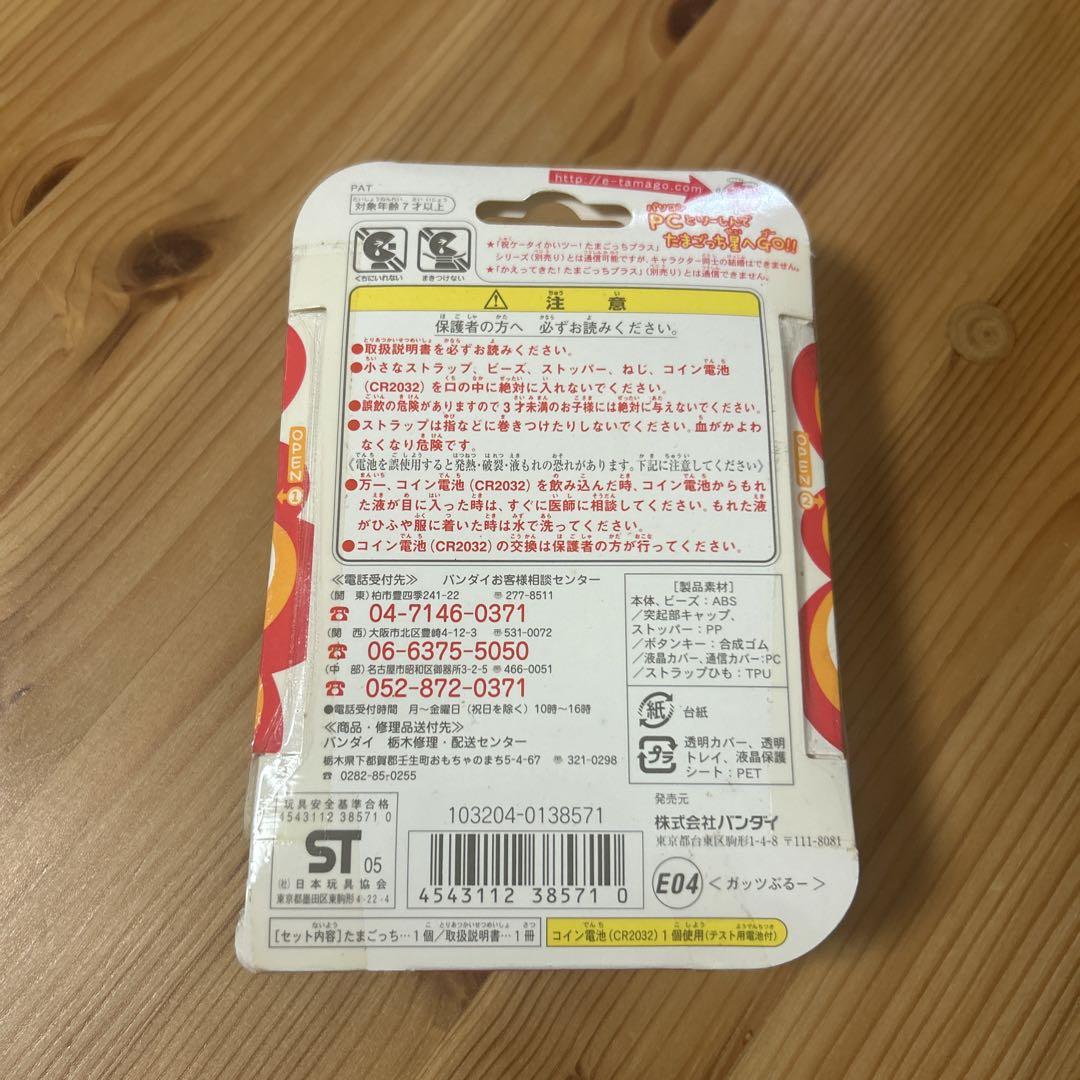 PAT
対象年齢7才以上
http://e-tamago.com
PCとツーしんで
たまごっち星へGO!!
くちにいれない
まきつけない
★「祝ケータイかいツー!たまごっちプラス」
シリーズ(別売り)とは通信可能ですが、キャラクター同士の結婚はできません。
★「かえってきた!たまごっちプラス」(別売り)とは通信できません。
注意
保護者の方へ 必ずお読みください。
●取扱説明書を必ずお読みください。
●小さなストラップ、ビーズ、ストッパー、ねじ、コイン電池
(CR2032)を口の中に絶対に入れないでください。
●誤飲の危険がありますので3才未満のお子様には絶対に与えないでください。
●ストラップは指などに巻きつけたりしないでください。血がかよわ
なくなり危険です。
《電池を誤使用すると発熱・破裂・液もれの恐れがあります。下記に注意してください》
●万一、コイン電池(CR2032)を飲み込んだ時、コイン電池からもれ
た液が目に入った時は、すぐに医師に相談してください。もれた液
がひふや服に着いた時は水で洗ってください。
●コイン電池(CR2032)の交換は保護者の方が行ってください。
OPEN
1
OPEN
2
≪電話受付先≫ バンダイお客様相談センター
(関 東)柏市豊四季241-22 〒277-8511
☎ 04-7146-0371
(関 西)大阪市北区豊崎4-12-3 〒531-0072
☎ 06-6375-5050
(中 部)名古屋市昭和区御器所3-2-5 〒466-0051
☎ 052-872-0371
●電話受付時間 月〜金曜日(祝日を除く)10時〜16時
≪商品・修理品送付先≫
バンダイ 栃木修理・配送センター
栃木県下都賀郡壬生町おもちゃのまち5-4-67 〒321-0298
☎ 0282-85-0255
[製品素材]
本体、ビーズ:ABS
/突起部キャップ、
ストッパー:PP
/ボタンキー:合成ゴム
/液晶カバー、通信カバー:PC
/ストラップひも:TPU
紙 台紙
プラ 透明カバー、透明
トレイ、液晶保護
シート:PET
玩具安全基準合格
4543112 38571 0
ST 05
(社)日本玩具協会
東京都墨田区東駒形4-22-4
103204-0138571
4543112 38571 0
発売元
株式会社バンダイ
東京都台東区駒形1-4-8 〒111-8081
E04 <ガッツぶるー>
[セット内容]たまごっち…1個/取扱説明書…1冊
コイン電池(CR2032)1個使用(テスト用電池付)